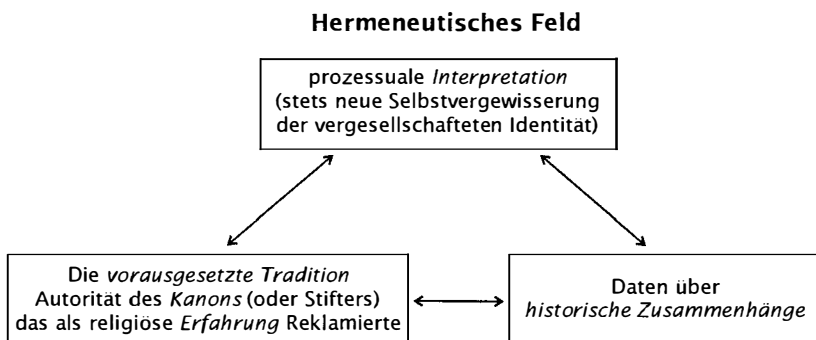 Hermeneutisches Feld
prozessuale Interpretation
(stets neue Selbstvergewisserung
der vergesellschafteten Identität)
Die vorausgesetzte Tradition
Autorität des Kanons (oder Stifters)
das als religiöse Erfahrung Reklamierte
Daten über
historische Zusammenhänge